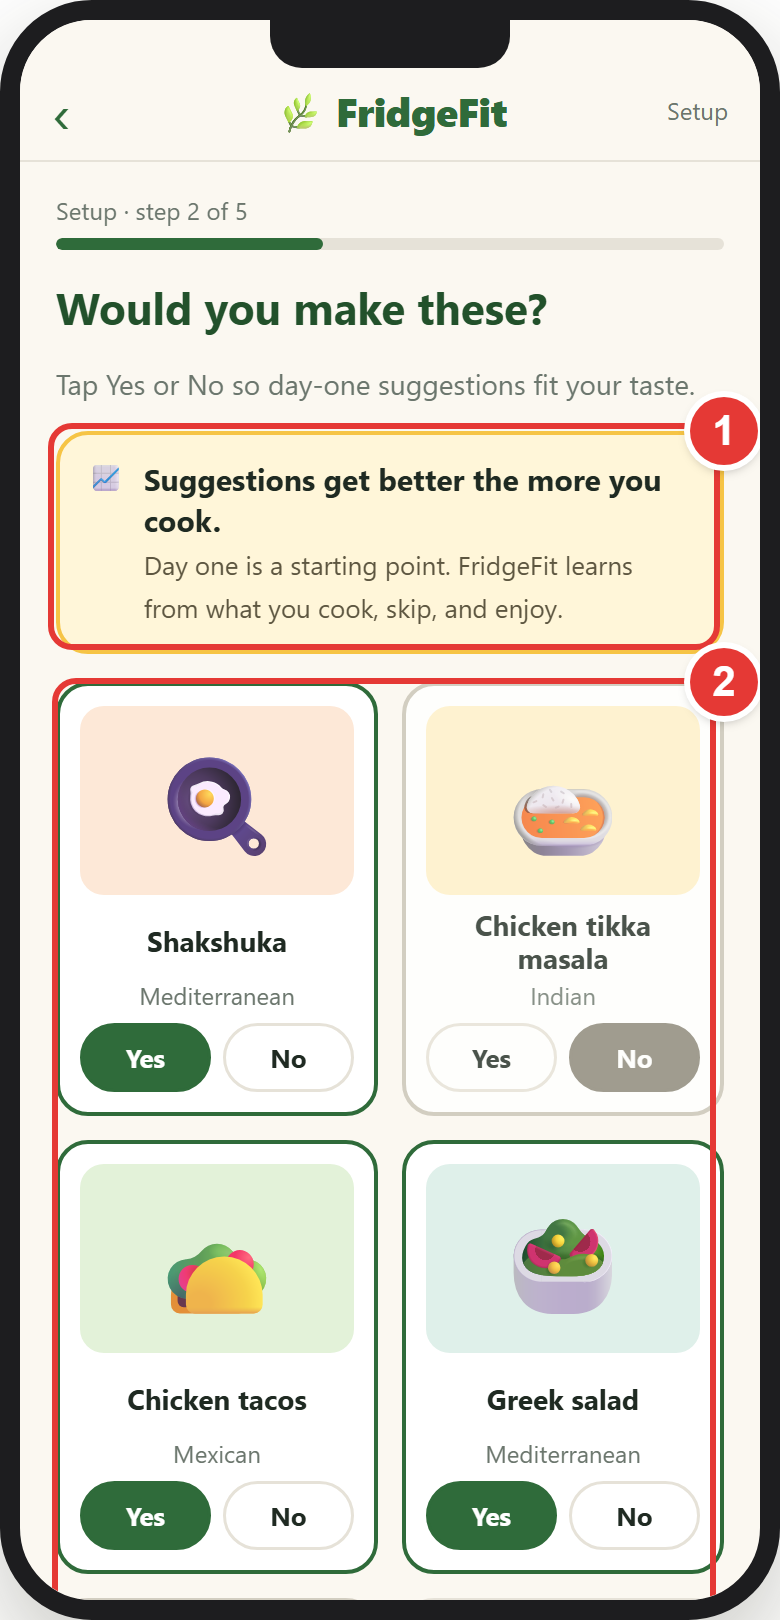 ‹
FridgeFit
Setup
Setup · step 2 of 5
Would you make these?
Tap Yes or No so day-one suggestions fit your taste.
1
Suggestions get better the more you
cook.
Day one is a starting point. FridgeFit learns
from what you cook, skip, and enjoy.
2
Shakshuka
Mediterranean
Yes
No
Chicken tikka
masala
Indian
Yes
No
Chicken tacos
Mexican
Yes
No
Greek salad
Mediterranean
Yes
No